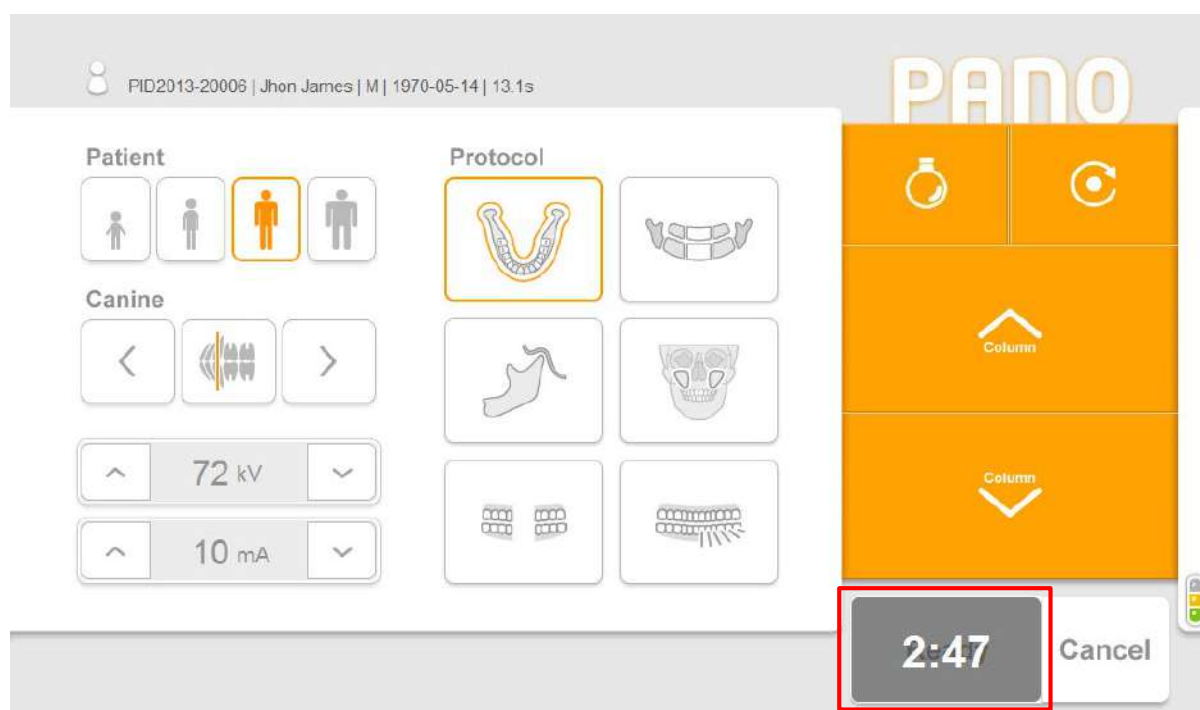 PID2013-20006 | Jhon James | M | 1970-05-14 | 13.1s
PANO
Patient
Protocol
Canine
72 kV
10 mA
Column
Column
2:47
Cancel